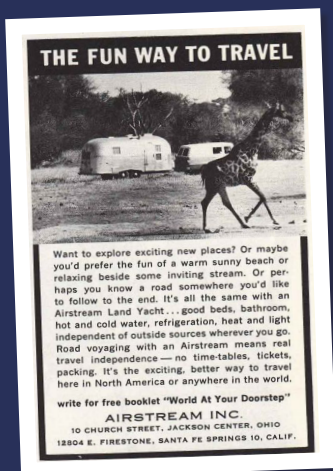 THE FUN WAY TO TRAVEL
Want to explore exciting new places? Or maybe
you'd prefer the fun of a warm sunny beach or
relaxing beside some inviting stream. Or per-
haps you know a road somewhere you'd like
to follow to the end. It's all the same with an
Airstream Land Yacht...good beds, bathroom,
hot and cold water, refrigeration, heat and light
independent of outside sources wherever you go.
Road voyaging with an Airstream means real
travel independence — no time-tables, tickets,
packing. It's the exciting, better way to travel
here in North America or anywhere in the world.
write for free booklet "World At Your Doorstep"
AIRSTREAM INC.
10 CHURCH STREET, JACKSON CENTER, OHIO
12804 E. FIRESTONE, SANTA FE SPRINGS 10, CALIF.